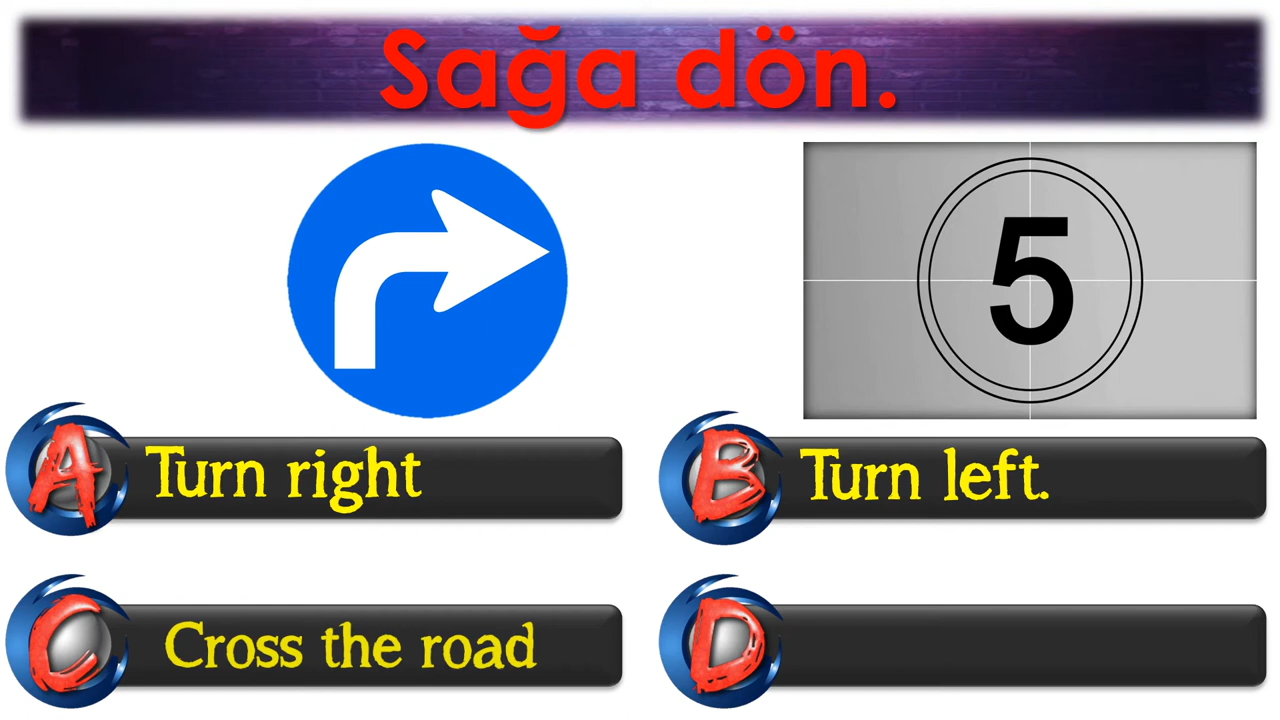 Sağa dön.
5
A Turn right
B Turn left.
C Cross the road
D